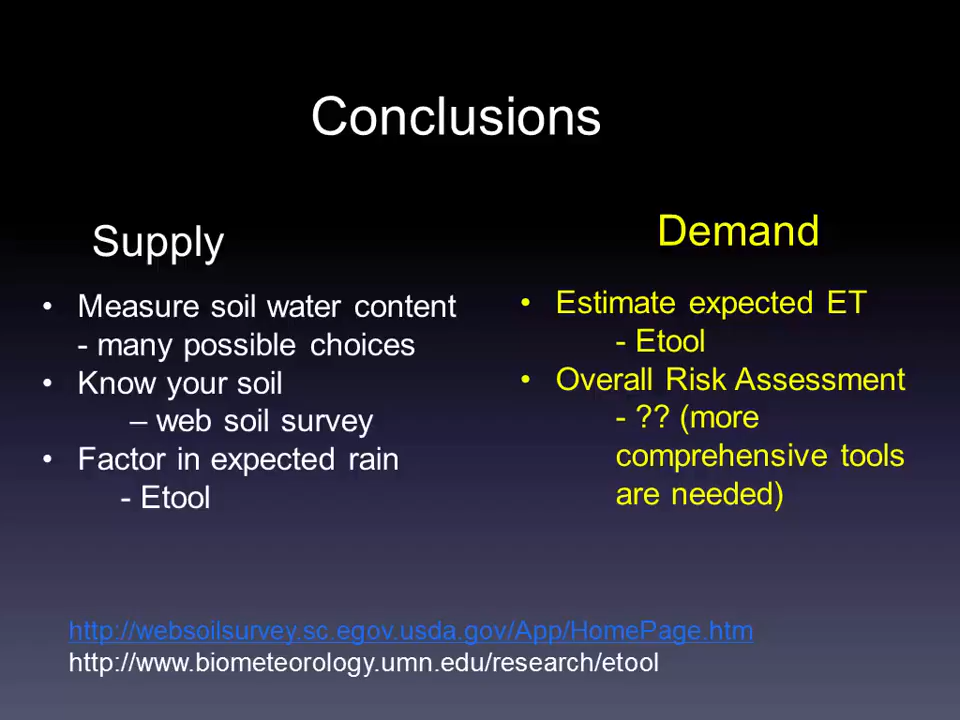 Conclusions
Supply
• Measure soil water content
- many possible choices
• Know your soil
– web soil survey
• Factor in expected rain
- Etool
Demand
• Estimate expected ET
- Etool
• Overall Risk Assessment
- ?? (more
comprehensive tools
are needed)
http://websoilsurvey.sc.egov.usda.gov/App/HomePage.htm
http://www.biometeorology.umn.edu/research/etool